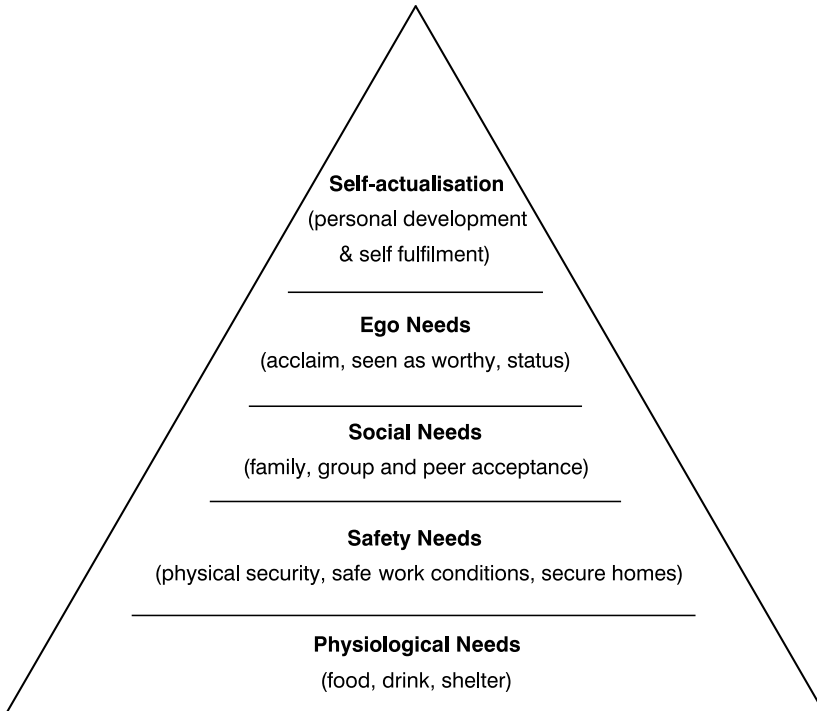 Self-actualisation
(personal development
& self fulfilment)
Ego Needs
(acclaim, seen as worthy, status)
Social Needs
(family, group and peer acceptance)
Safety Needs
(physical security, safe work conditions, secure homes)
Physiological Needs
(food, drink, shelter)